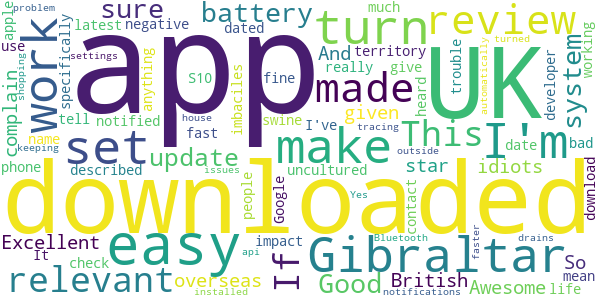 much
apple
sure
battery
turn
review
problem
latest
negative
dated
really
give
heard
trouble
developer
working
use
settings
specifically
anything
imbaciles
S10
fine
And
territory
automatically
turned
system
shopping
work
app
made
UK
complain
tell
notified
house
fast
swine
I've
tracing
given
This
I'm
name
keeping
set
update
make
outside
star
date
bad
phone
described
issues
people
Google
uncultured
contact
idiots
download
downloaded
Excellent
It
check
easy
impact
If
Gibraltar
Yes
Bluetooth
faster
drains
So
mean
relevant
overseas
api
installed
Good
British
notifications
Awesome
life